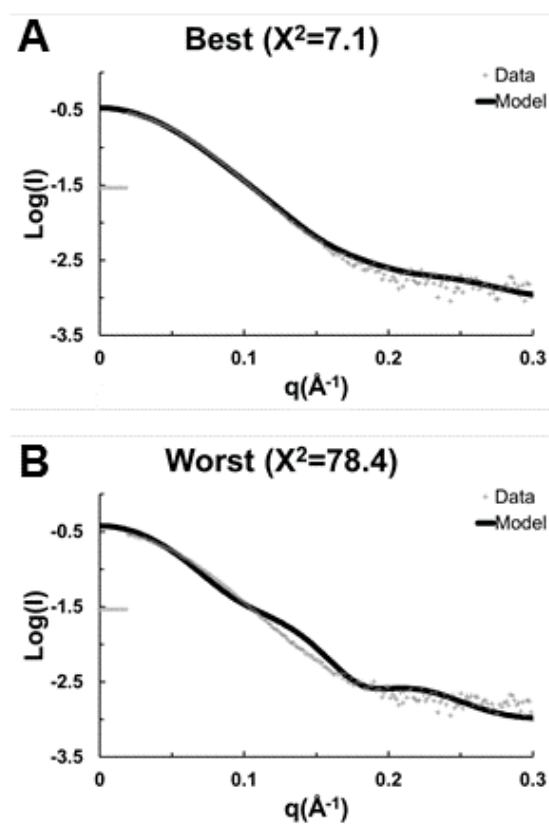 A
Best (X²=7.1)
Data
Model
-0.5
-1.5
-2.5
-3.5
Log(I)
0
0.1
0.2
0.3
q(Å⁻¹)
B
Worst (X²=78.4)
Data
Model
-0.5
-1.5
-2.5
-3.5
Log(I)
0
0.1
0.2
0.3
q(Å⁻¹)